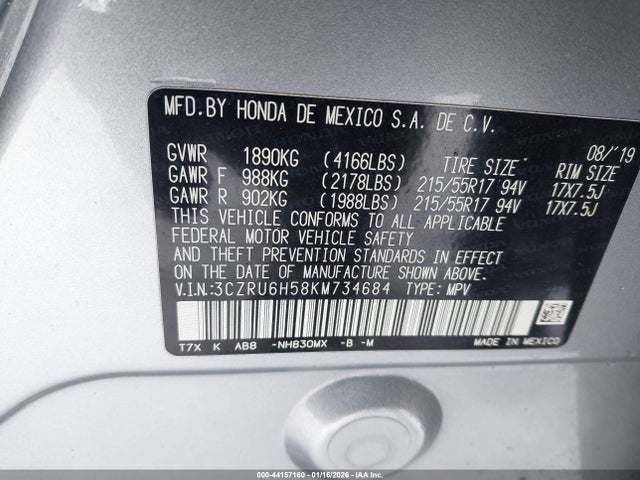 MFD.BY HONDA DE MEXICO S.A. DE C.V.
08/'19
GVWR 1890KG (4166LBS) TIRE SIZE RIM SIZE
GAWR F 988KG (2178LBS) 215/55R17 94V 17X7.5J
GAWR R 902KG (1988LBS) 215/55R17 94V 17X7.5J
THIS VEHICLE CONFORMS TO ALL APPLICABLE
FEDERAL MOTOR VEHICLE SAFETY
AND THEFT PREVENTION STANDARDS IN EFFECT
ON THE DATE OF MANUFACTURE SHOWN ABOVE.
V.I.N.:3CZRU6H58KM734684 TYPE: MPV
T7X K AB8 -NH830MX -B -M MADE IN MEXICO
000-44157160 - 01/16/2026 - IAAI.COM